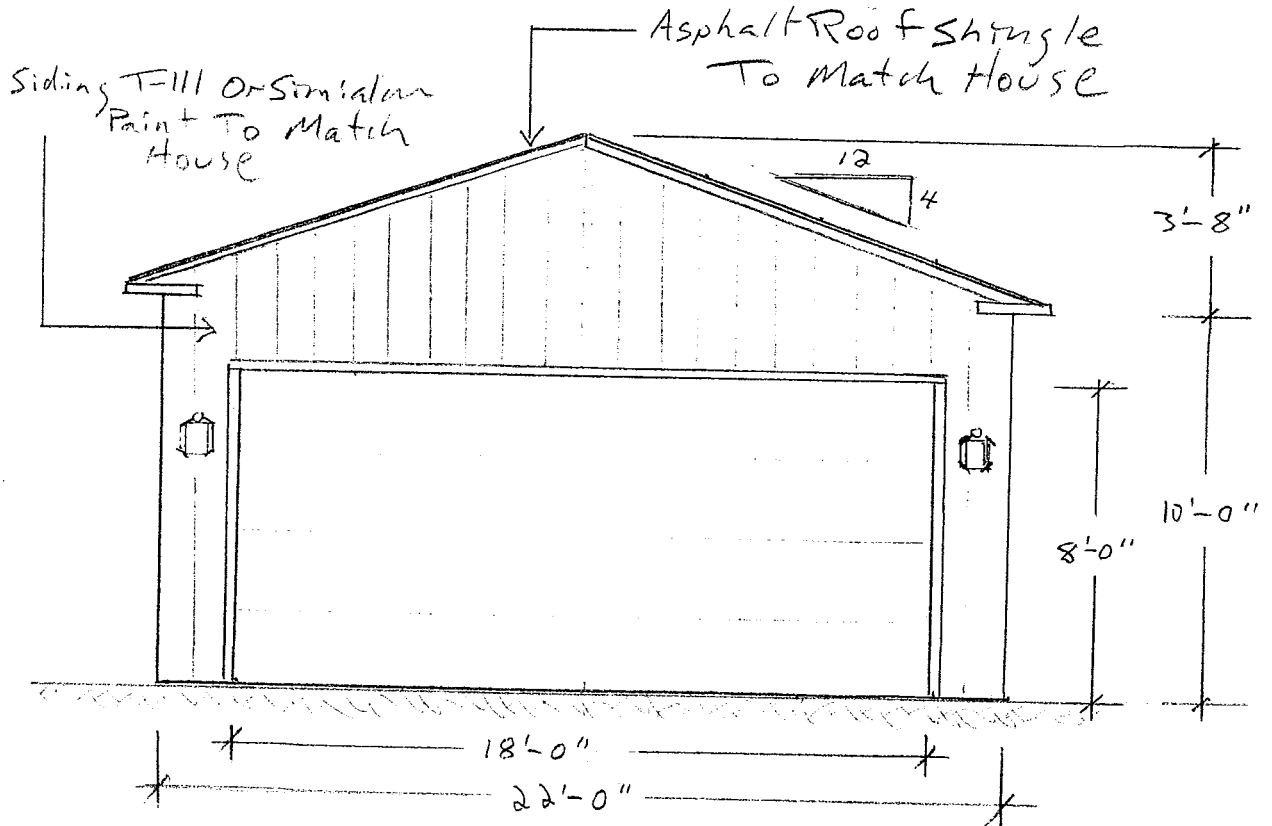 Asphalt Roof Shingle
To Match House
Siding T-111 Or Simialar
Paint To Match
House
12
4
3'-8"
10'-0"
8'-0"
18'-0"
22'-0"